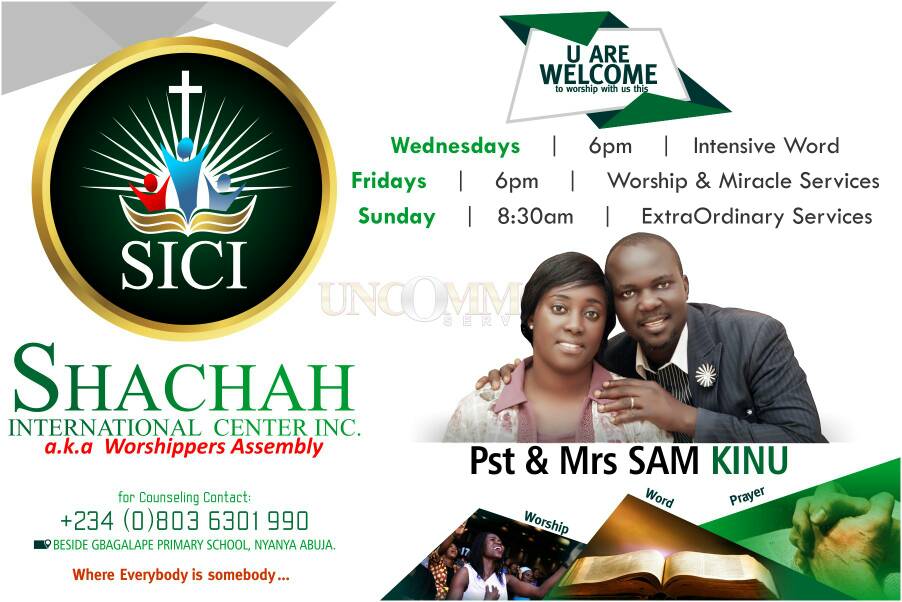 SICI
SHACHAH
INTERNATIONAL CENTER INC.
a.k.a Worshippers Assembly
for Counseling Contact:
+234 (0)803 6301 990
BESIDE GBAGALAPE PRIMARY SCHOOL, NYANYA ABUJA.
Where Everybody is somebody...
U ARE
WELCOME
to worship with us this
Wednesdays | 6pm | Intensive Word
Fridays | 6pm | Worship & Miracle Services
Sunday | 8:30am | ExtraOrdinary Services
Pst & Mrs SAM KINU
Worship
Word
Prayer